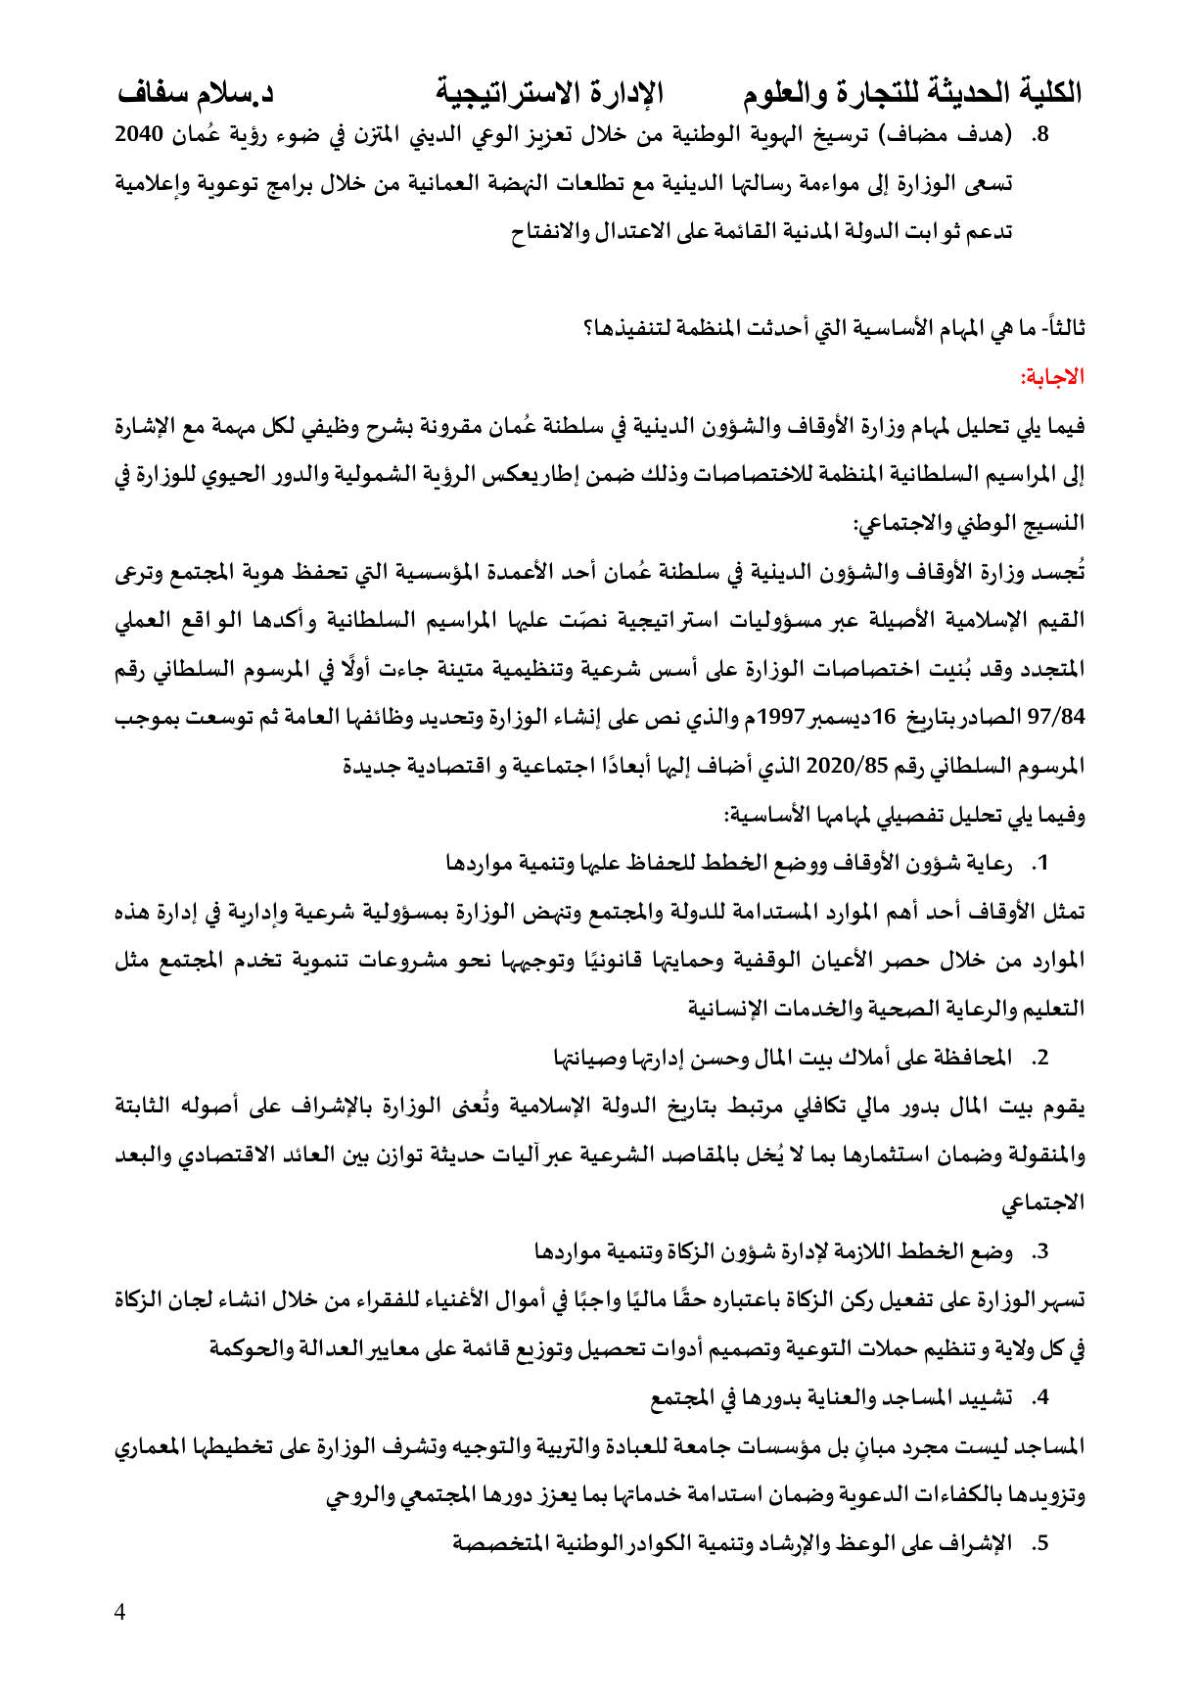 الكلية الحديثة للتجارة والعلوم الإدارة الاستراتيجية د.سلام سفاف
8. (هدف مضاف) ترسيخ الهوية الوطنية من خلال تعزيز الوعي الديني المتزن في ضوء رؤية عُمان 2040
تسعى الوزارة إلى مواءمة رسالتها الدينية مع تطلعات النهضة العمانية من خلال برامج توعوية وإعلامية
تدعم ثوابت الدولة المدنية القائمة على الاعتدال والانفتاح
ثالثاً- ما هي المهام الأساسية التي أحدثت المنظمة لتنفيذها؟
الاجابة:
فيما يلي تحليل لمهام وزارة الأوقاف والشؤون الدينية في سلطنة عُمان مقرونة بشرح وظيفي لكل مهمة مع الإشارة
إلى المراسيم السلطانية المنظمة للاختصاصات وذلك ضمن إطار يعكس الرؤية الشمولية والدور الحيوي للوزارة في
النسيج الوطني والاجتماعي:
تُجسد وزارة الأوقاف والشؤون الدينية في سلطنة عُمان أحد الأعمدة المؤسسية التي تحفظ هوية المجتمع وترعى
القيم الإسلامية الأصيلة عبر مسؤوليات استراتيجية نصّت عليها المراسيم السلطانية وأكدها الواقع العملي
المتجدد وقد بُنيت اختصاصات الوزارة على أسس شرعية وتنظيمية متينة جاءت أولًا في المرسوم السلطاني رقم
97/84 الصادر بتاريخ 16ديسمبر 1997م والذي نص على إنشاء الوزارة وتحديد وظائفها العامة ثم توسعت بموجب
المرسوم السلطاني رقم 2020/85 الذي أضاف إليها أبعادًا اجتماعية و اقتصادية جديدة
وفيما يلي تحليل تفصيلي لمهامها الأساسية:
1. رعاية شؤون الأوقاف ووضع الخطط للحفاظ عليها وتنمية مواردها
تمثل الأوقاف أحد أهم الموارد المستدامة للدولة والمجتمع وتنهض الوزارة بمسؤولية شرعية وإدارية في إدارة هذه
الموارد من خلال حصر الأعيان الوقفية وحمايتها قانونيًا وتوجيهها نحو مشروعات تنموية تخدم المجتمع مثل
التعليم والرعاية الصحية والخدمات الإنسانية
2. المحافظة على أملاك بيت المال وحسن إدارتها وصيانتها
يقوم بيت المال بدور مالي تكافلي مرتبط بتاريخ الدولة الإسلامية وتُعنى الوزارة بالإشراف على أصوله الثابتة
والمنقولة وضمان استثمارها بما لا يُخل بالمقاصد الشرعية عبر آليات حديثة توازن بين العائد الاقتصادي والبعد
الاجتماعي
3. وضع الخطط اللازمة لإدارة شؤون الزكاة وتنمية مواردها
تسهر الوزارة على تفعيل ركن الزكاة باعتباره حقًا ماليًا واجبًا في أموال الأغنياء للفقراء من خلال انشاء لجان الزكاة
في كل ولاية و تنظيم حملات التوعية وتصميم أدوات تحصيل وتوزيع قائمة على معايير العدالة والحوكمة
4. تشييد المساجد والعناية بدورها في المجتمع
المساجد ليست مجرد مبانٍ بل مؤسسات جامعة للعبادة والتربية والتوجيه وتشرف الوزارة على تخطيطها المعماري
وتزويدها بالكفاءات الدعوية وضمان استدامة خدماتها بما يعزز دورها المجتمعي والروحي
5. الإشراف على الوعظ والإرشاد وتنمية الكوادر الوطنية المتخصصة
4